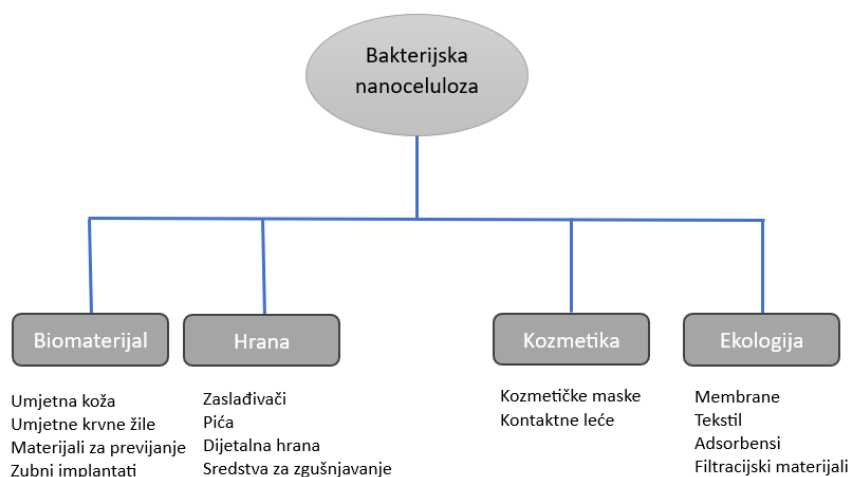 Bakterijska
nanoceluloza
Biomaterijal
Umjetna koža
Umjetne krvne žile
Materijali za previjanje
Zubni implantati
Hrana
Zaslađivači
Pića
Dijetalna hrana
Sredstva za zgušnjavanje
Kozmetika
Kozmetičke maske
Kontaktne leće
Ekologija
Membrane
Tekstil
Adsorbensi
Filtracijski materijali